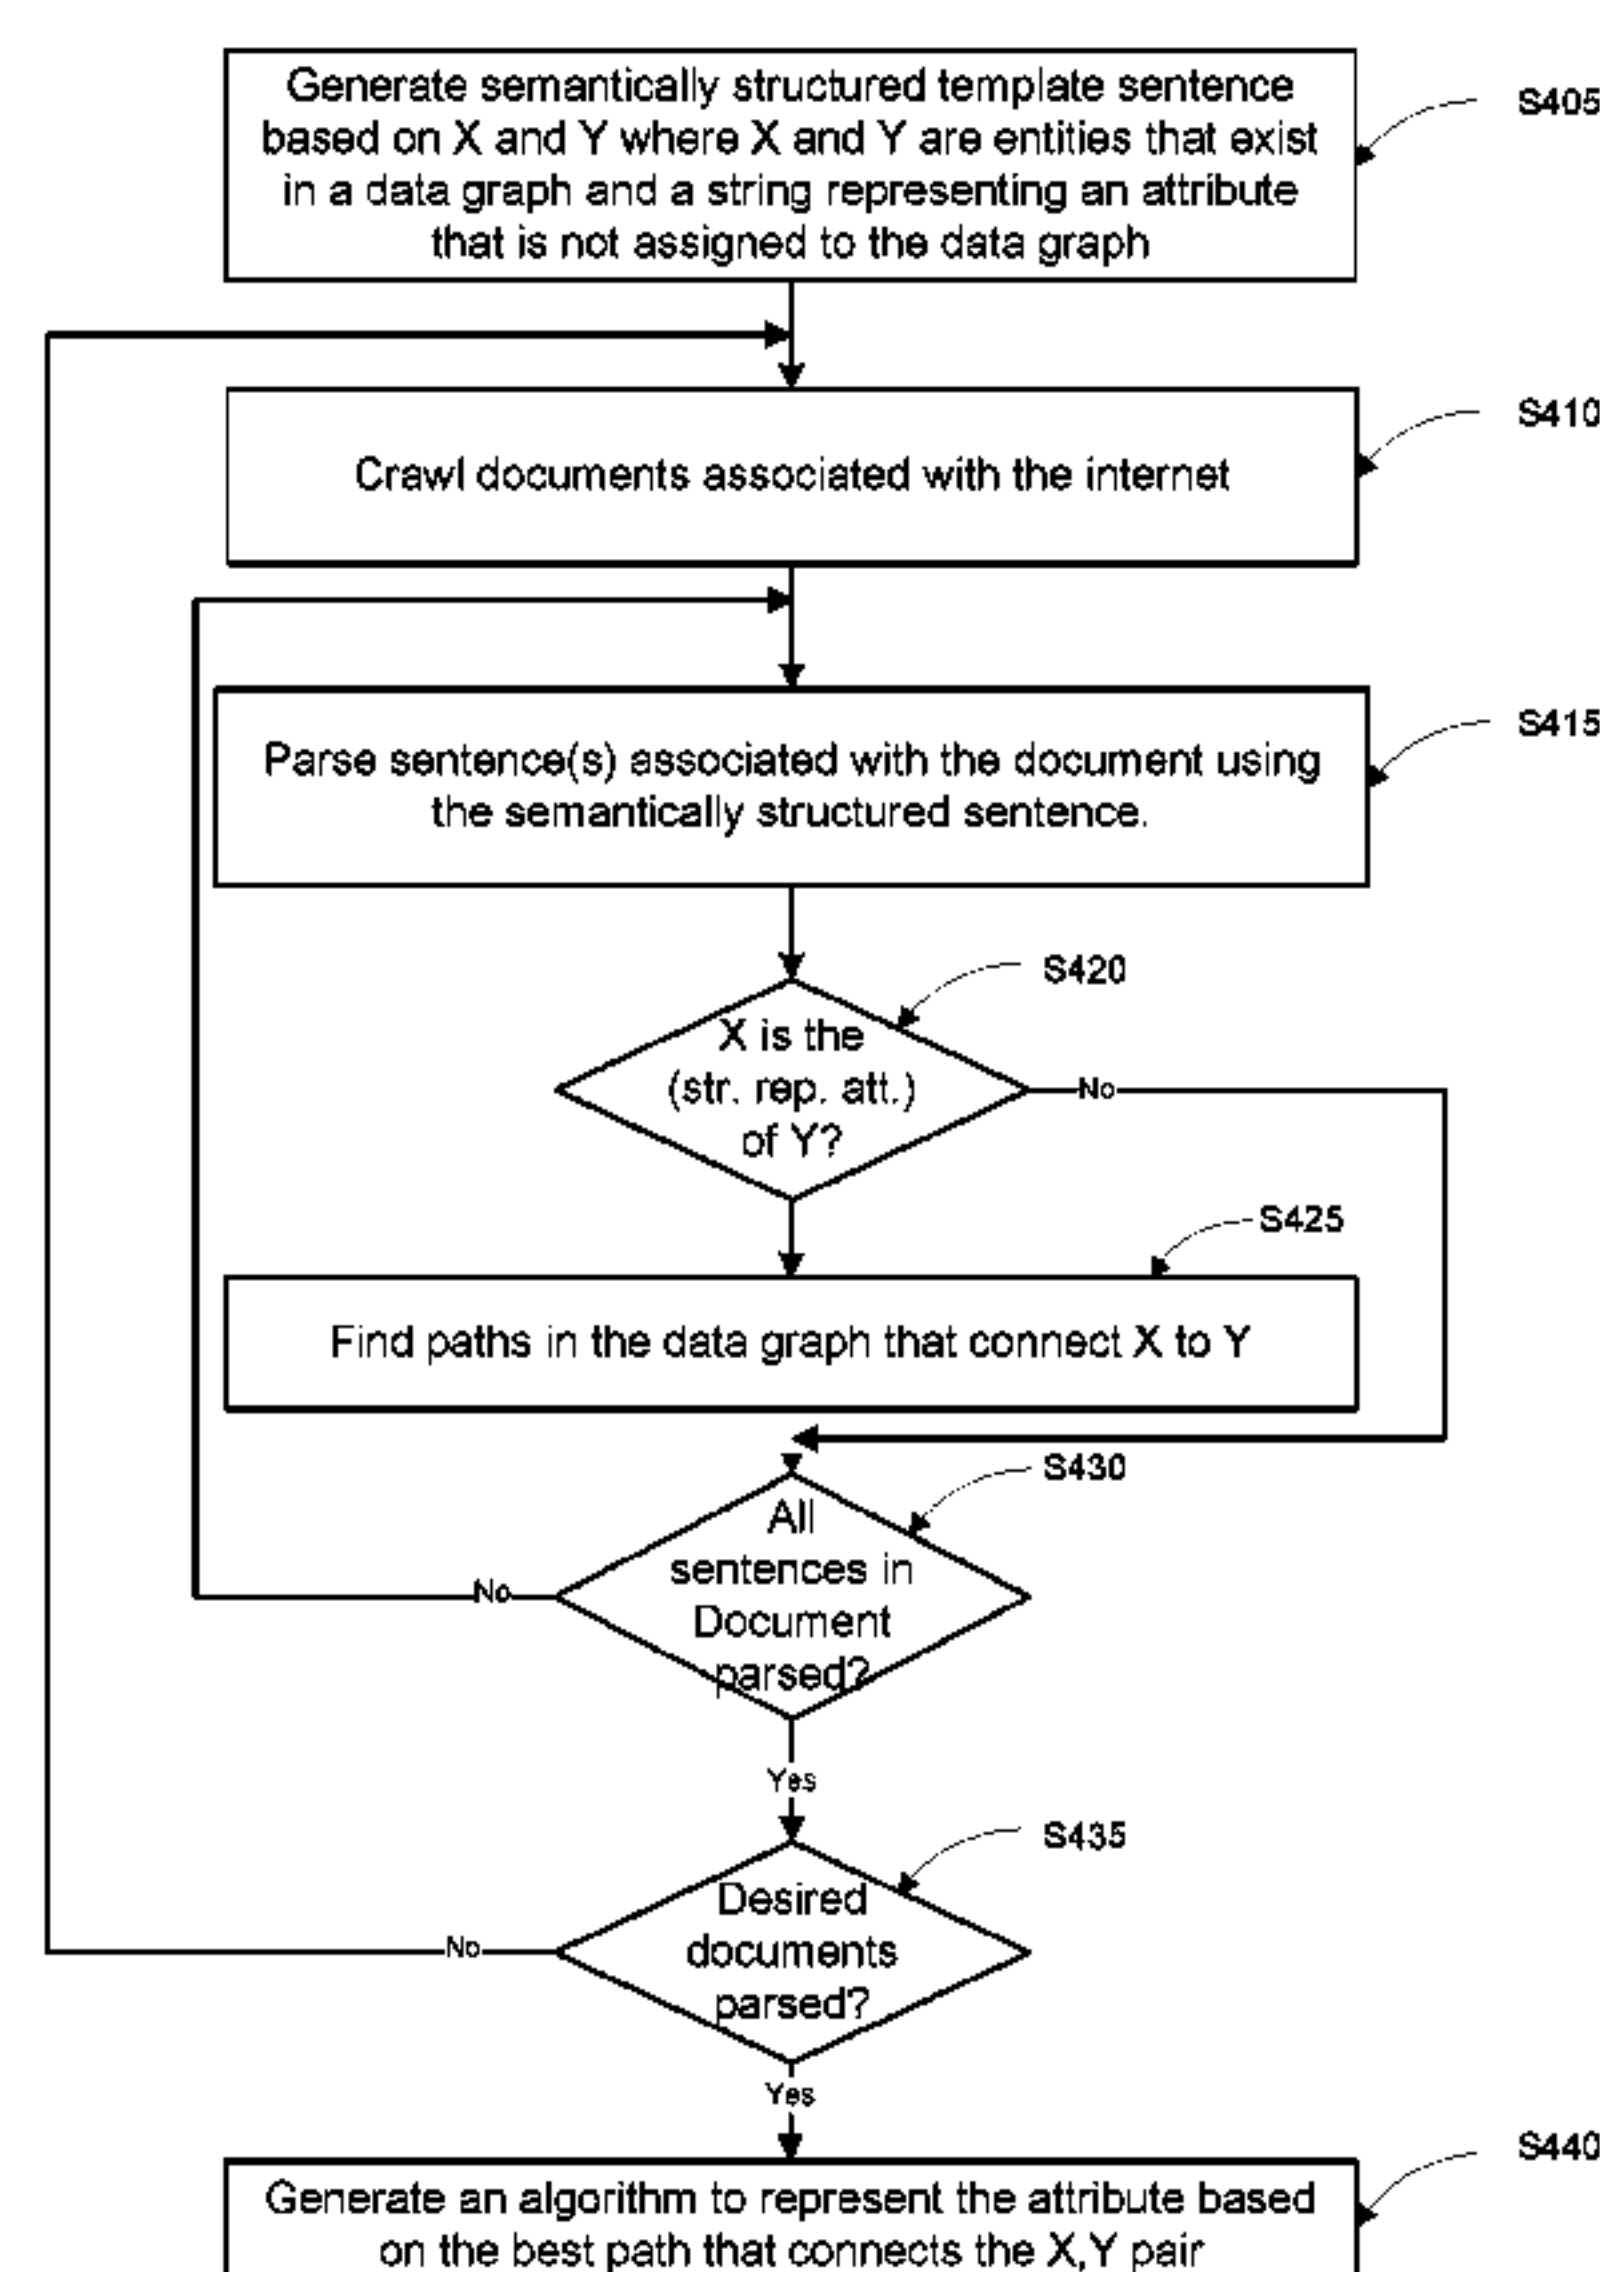 Generate semantically structured template sentence
based on X and Y where X and Y are entities that exist
in a data graph and a string representing an attribute
that is not assigned to the data graph
S405
Crawl documents associated with the internet
S410
Parse sentence(s) associated with the document using
the semantically structured sentence.
S415
S420
X is the
(str. rep. att.)
of Y?
No
S425
Find paths in the data graph that connect X to Y
S430
All
sentences in
Document
parsed?
No
Yes
S435
Desired
documents
parsed?
No
Yes
S440
Generate an algorithm to represent the attribute based
on the best path that connects the X,Y pair